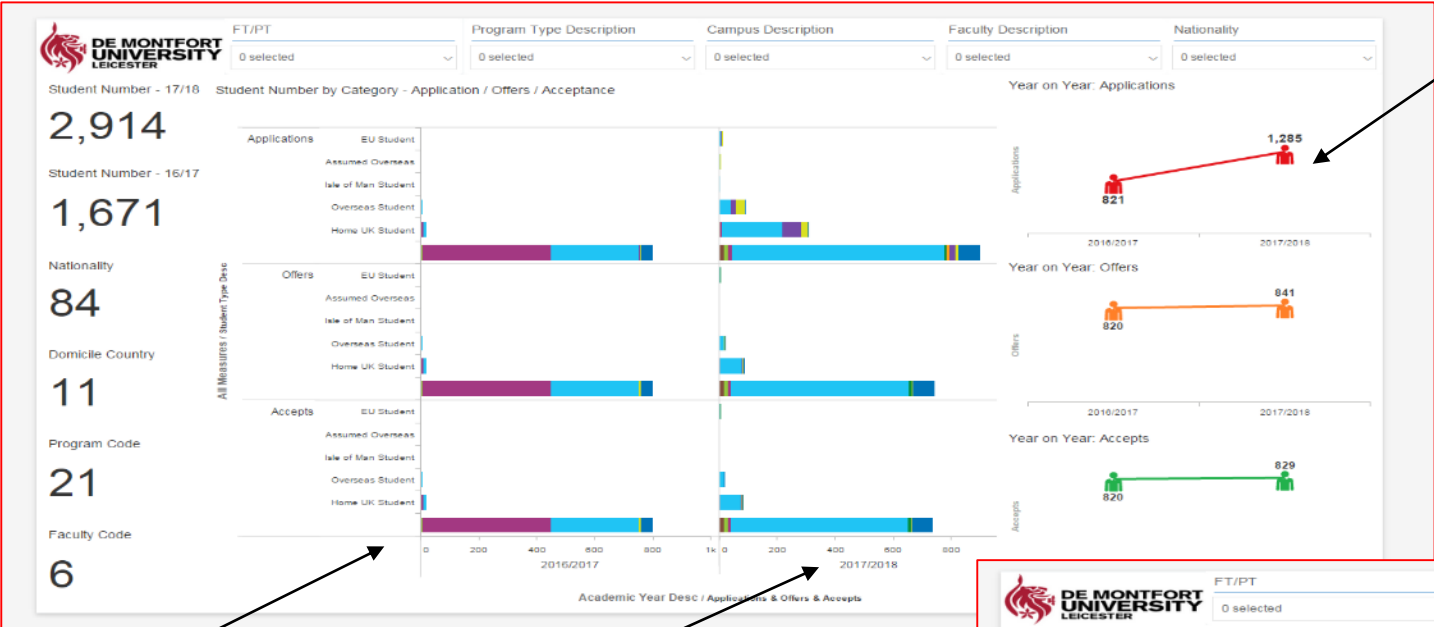 DE MONTFORT
UNIVERSITY
LEICESTER
FT/PT
0 selected
Program Type Description
0 selected
Campus Description
0 selected
Faculty Description
0 selected
Nationality
0 selected
Student Number - 17/18
2,914
Student Number - 16/17
1,671
Nationality
84
Domicile Country
11
Program Code
21
Faculty Code
6
Student Number by Category - Application / Offers / Acceptance
All Measures / Student Type Desc
Applications
EU Student
Assumed Overseas
Isle of Man Student
Overseas Student
Home UK Student
Offers
EU Student
Assumed Overseas
Isle of Man Student
Overseas Student
Home UK Student
Accepts
EU Student
Assumed Overseas
Isle of Man Student
Overseas Student
Home UK Student
0 200 400 600 800 1k 0 200 400 600 800
2016/2017 2017/2018
Academic Year Desc / Applications & Offers & Accepts
Year on Year: Applications
Applications
821
1,285
2016/2017 2017/2018
Year on Year: Offers
Offers
820
841
2016/2017 2017/2018
Year on Year: Accepts
Accepts
820
829
DE MONTFORT
UNIVERSITY
LEICESTER
FT/PT
0 selected